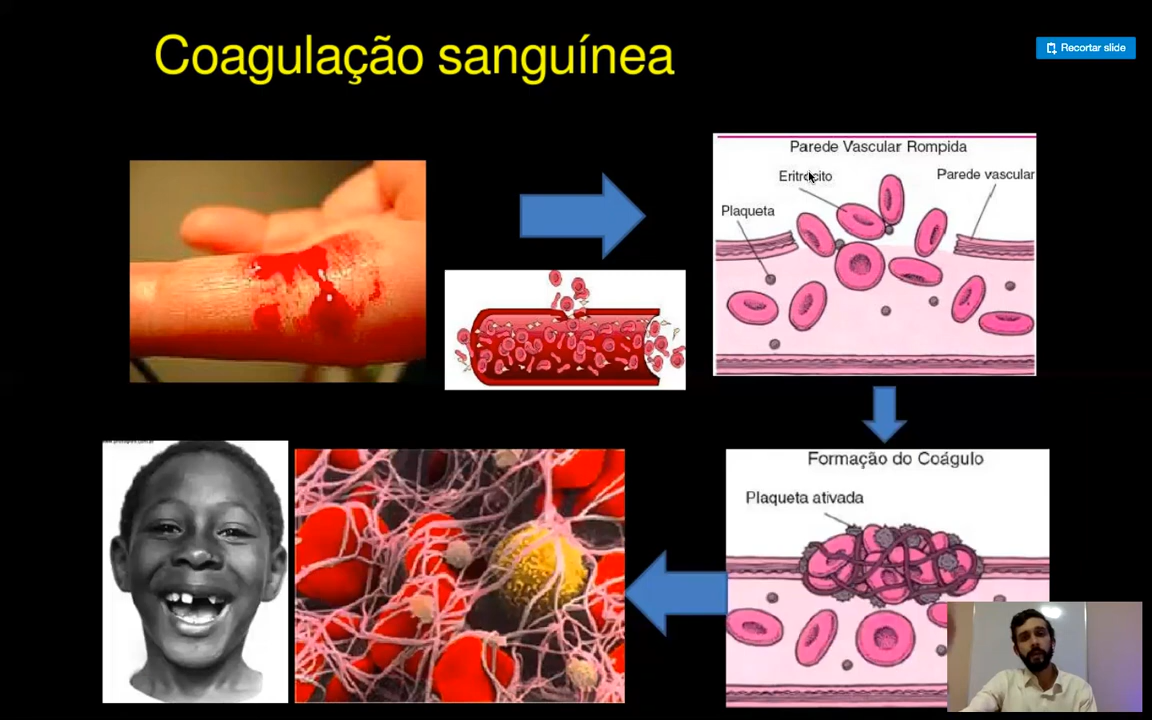 Coagulação sanguínea
Recortar slide
Parede Vascular Rompida
Eritrócito
Parede vascular
Plaqueta
Formação do Coágulo
Plaqueta ativada